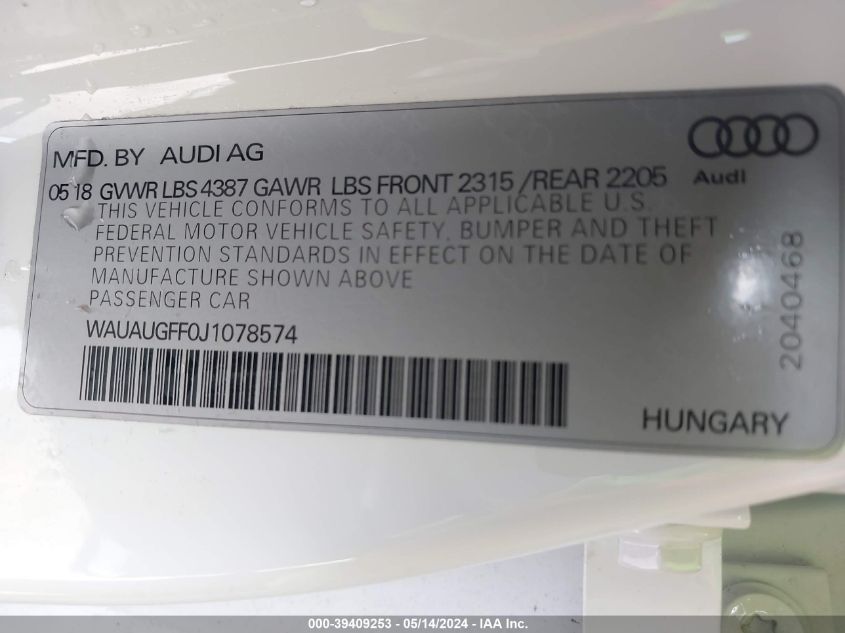 MFD. BY AUDI AG
Audi
05 18 GVWR LBS 4387 GAWR LBS FRONT 2315 / REAR 2205
THIS VEHICLE CONFORMS TO ALL APPLICABLE U.S.
FEDERAL MOTOR VEHICLE SAFETY, BUMPER AND THEFT
PREVENTION STANDARDS IN EFFECT ON THE DATE OF
MANUFACTURE SHOWN ABOVE
PASSENGER CAR
WAUAUGFF0J1078574
2040468
HUNGARY
000-39409253 - 05/14/2024 - IAA Inc.